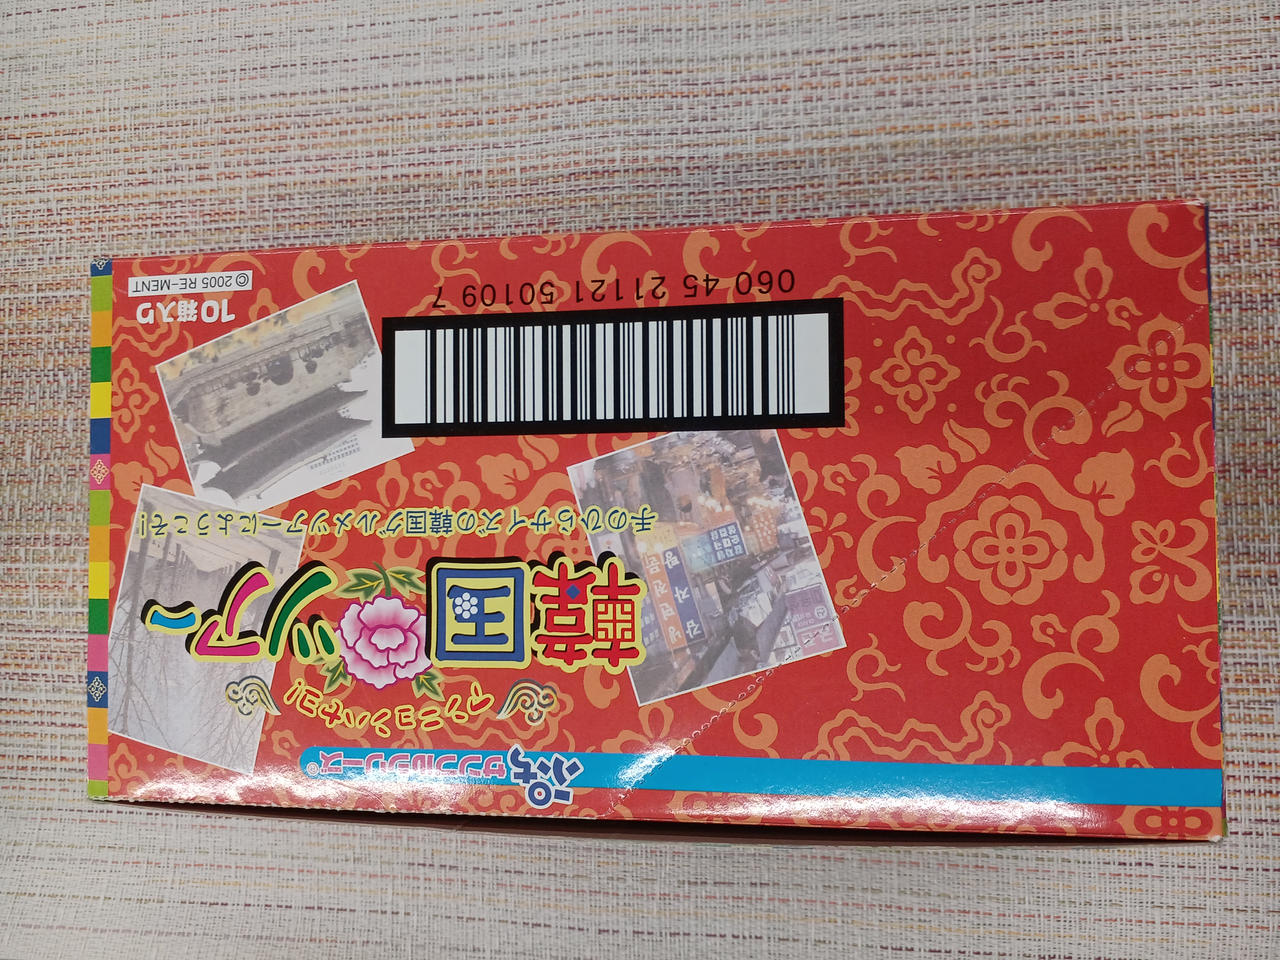 ぷち
サンプルシリーズ®
アンニョンハセヨ!
韓国ツアー
手のひらサイズの韓国グルメツアーにようこそ!
060 45 21121 50109 7
10箱入り
© 2005 RE-MENT